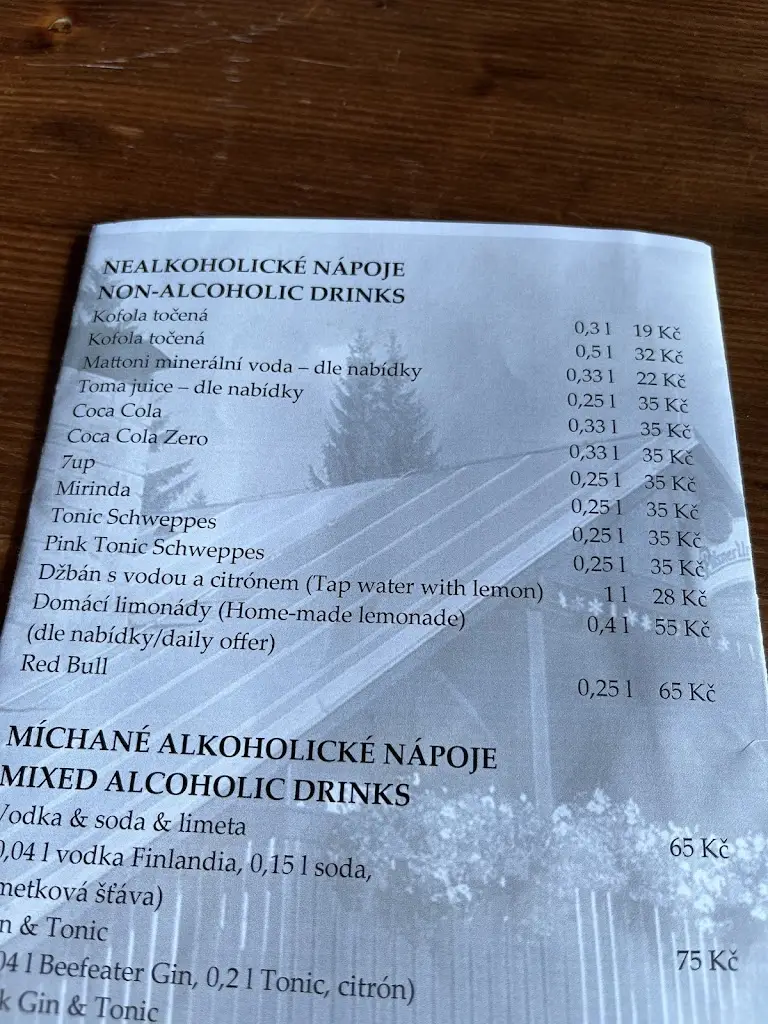 NEALKOHOLICKÉ NÁPOJE
NON-ALCOHOLIC DRINKS
Kofola točená 0,3 l 19 Kč
Kofola točená 0,5 l 32 Kč
Mattoni minerální voda – dle nabídky 0,33 l 22 Kč
Toma juice – dle nabídky 0,25 l 35 Kč
Coca Cola 0,33 l 35 Kč
Coca Cola Zero 0,33 l 35 Kč
7up 0,25 l 35 Kč
Mirinda 0,25 l 35 Kč
Tonic Schweppes 0,25 l 35 Kč
Pink Tonic Schweppes 0,25 l 35 Kč
Džbán s vodou a citrónem (Tap water with lemon) 1 l 28 Kč
Domácí limonády (Home-made lemonade) 0,4 l 55 Kč
(dle nabídky/daily offer)
Red Bull 0,25 l 65 Kč
MÍCHANÉ ALKOHOLICKÉ NÁPOJE
MIXED ALCOHOLIC DRINKS
Vodka & soda & limeta 65 Kč
0,04 l vodka Finlandia, 0,15 l soda,
metková šťáva)
n & Tonic 75 Kč
04 l Beefeater Gin, 0,2 l Tonic, citrón)
k Gin & Tonic